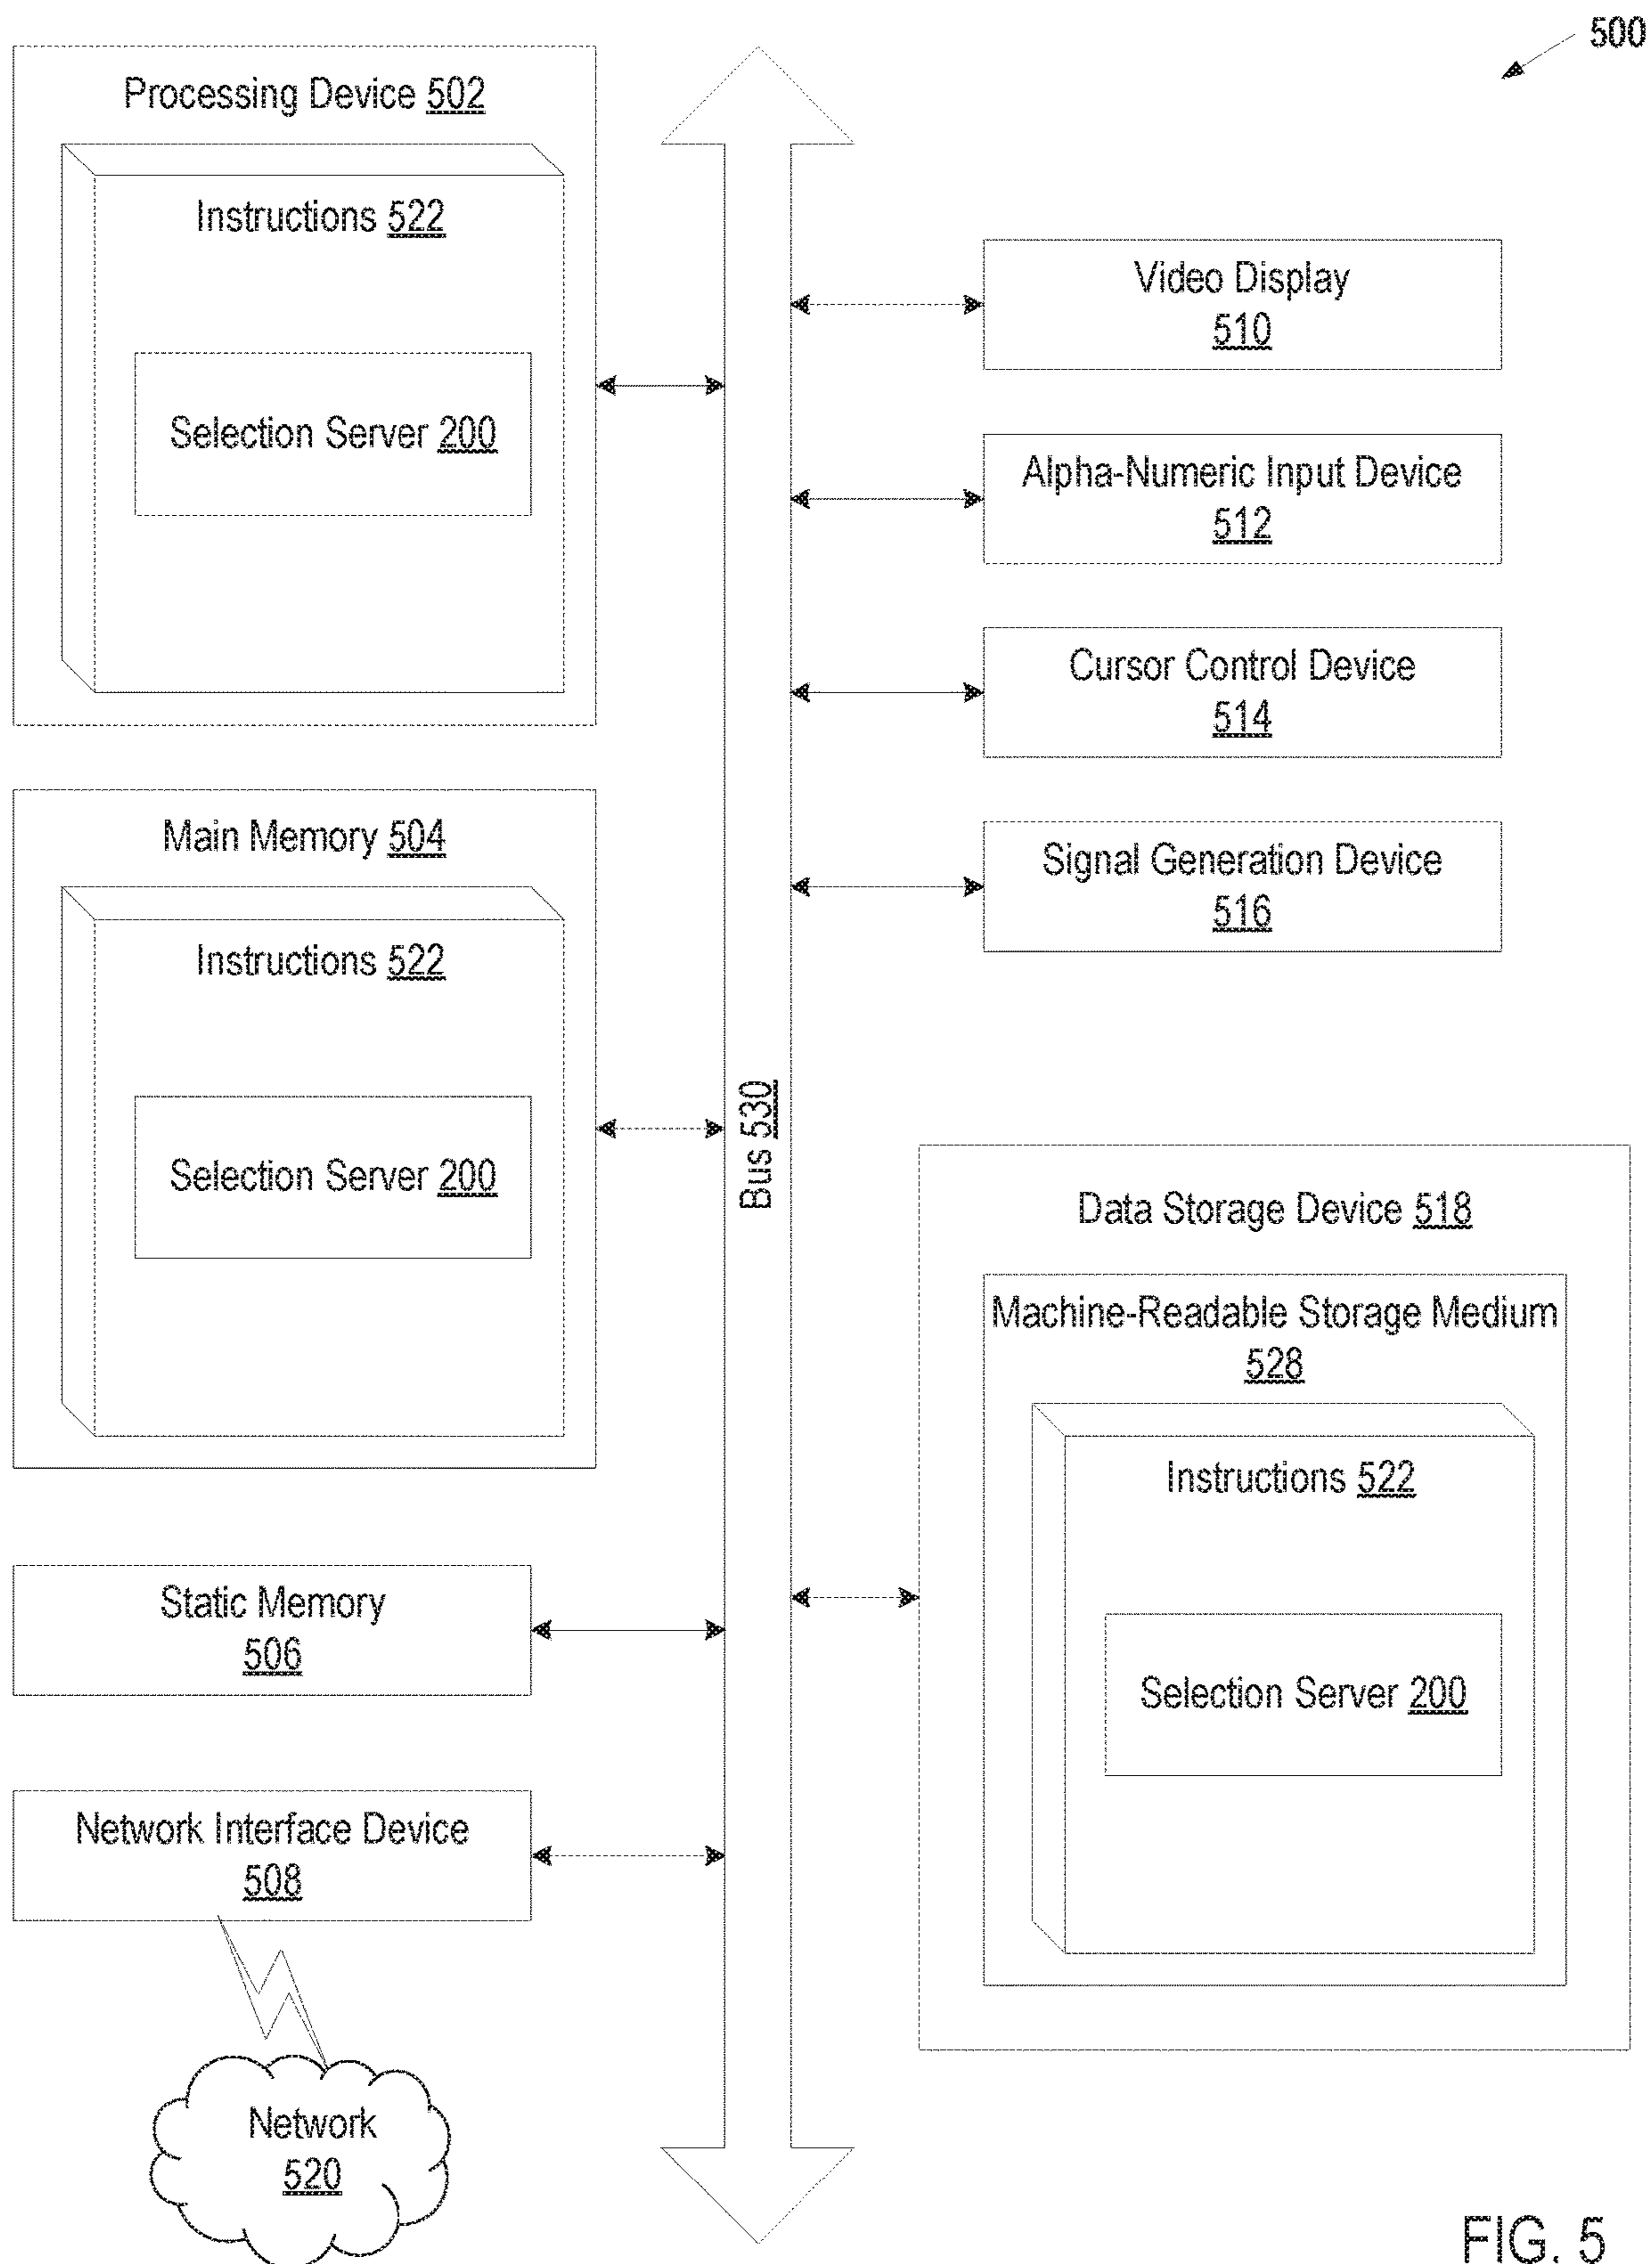 500
Processing Device 502
Instructions 522
Selection Server 200
Main Memory 504
Instructions 522
Selection Server 200
Static Memory
506
Network Interface Device
508
Network
520
Bus 530
Video Display
510
Alpha-Numeric Input Device
512
Cursor Control Device
514
Signal Generation Device
516
Data Storage Device 518
Machine-Readable Storage Medium
528
Instructions 522
Selection Server 200
FIG. 5